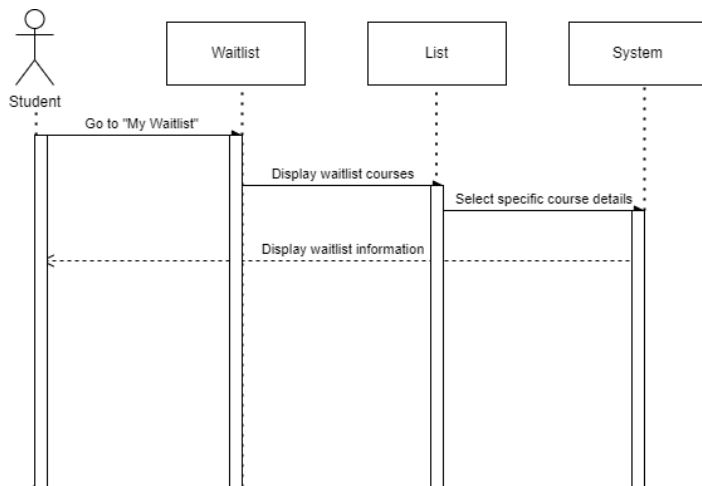 Waitlist
List
System
Student
Go to "My Waitlist"
Display waitlist courses
Select specific course details
Display waitlist information